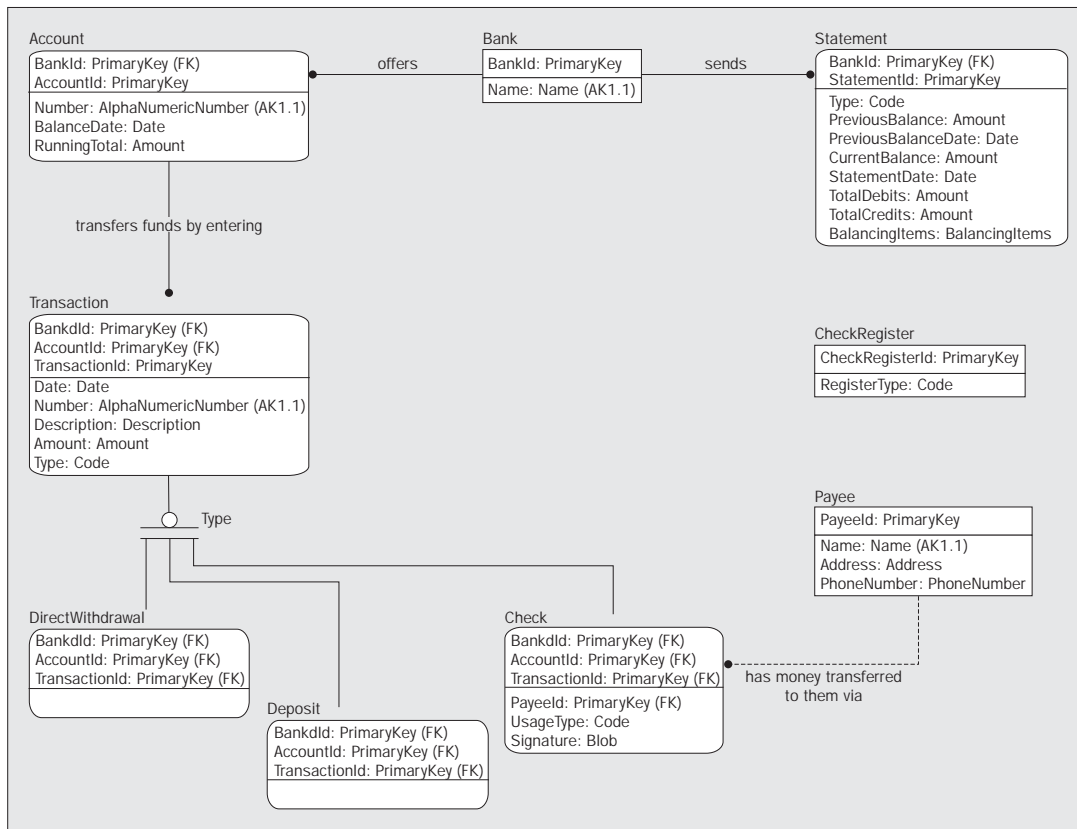 Account
BankId: PrimaryKey (FK)
AccountId: PrimaryKey
Number: AlphaNumericNumber (AK1.1)
BalanceDate: Date
RunningTotal: Amount
offers
Bank
BankId: PrimaryKey
Name: Name (AK1.1)
sends
Statement
BankId: PrimaryKey (FK)
StatementId: PrimaryKey
Type: Code
PreviousBalance: Amount
PreviousBalanceDate: Date
CurrentBalance: Amount
StatementDate: Date
TotalDebits: Amount
TotalCredits: Amount
BalancingItems: BalancingItems
transfers funds by entering
Transaction
BankdId: PrimaryKey (FK)
AccountId: PrimaryKey (FK)
TransactionId: PrimaryKey
Date: Date
Number: AlphaNumericNumber (AK1.1)
Description: Description
Amount: Amount
Type: Code
CheckRegister
CheckRegisterId: PrimaryKey
RegisterType: Code
Type
Payee
PayeeId: PrimaryKey
Name: Name (AK1.1)
Address: Address
PhoneNumber: PhoneNumber
DirectWithdrawal
BankdId: PrimaryKey (FK)
AccountId: PrimaryKey (FK)
TransactionId: PrimaryKey (FK)
Deposit
BankdId: PrimaryKey (FK)
AccountId: PrimaryKey (FK)
TransactionId: PrimaryKey (FK)
Check
BankdId: PrimaryKey (FK)
AccountId: PrimaryKey (FK)
TransactionId: PrimaryKey (FK)
PayeeId: PrimaryKey (FK)
UsageType: Code
Signature: Blob
has money transferred
to them via